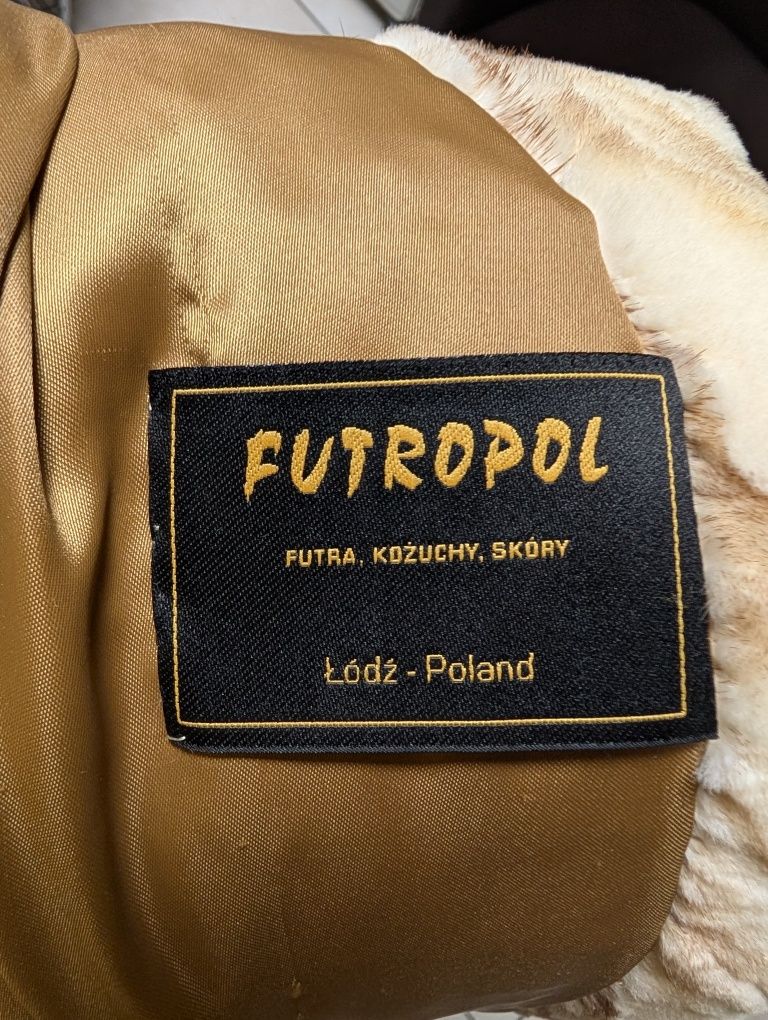 FUTROPOL
FUTRA, KOŻUCHY, SKÓRY
Łódź - Poland